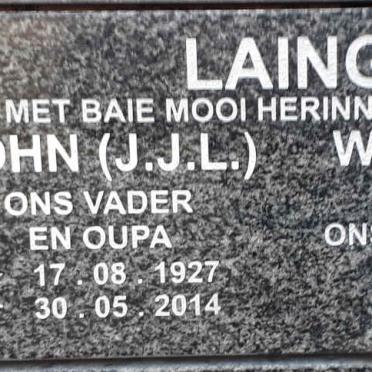 LAING
MET BAIE MOOI HERINN
OHN (J.J.L.) W
ONS VADER
EN OUPA ONS
17 . 08 . 1927
30 . 05 . 2014